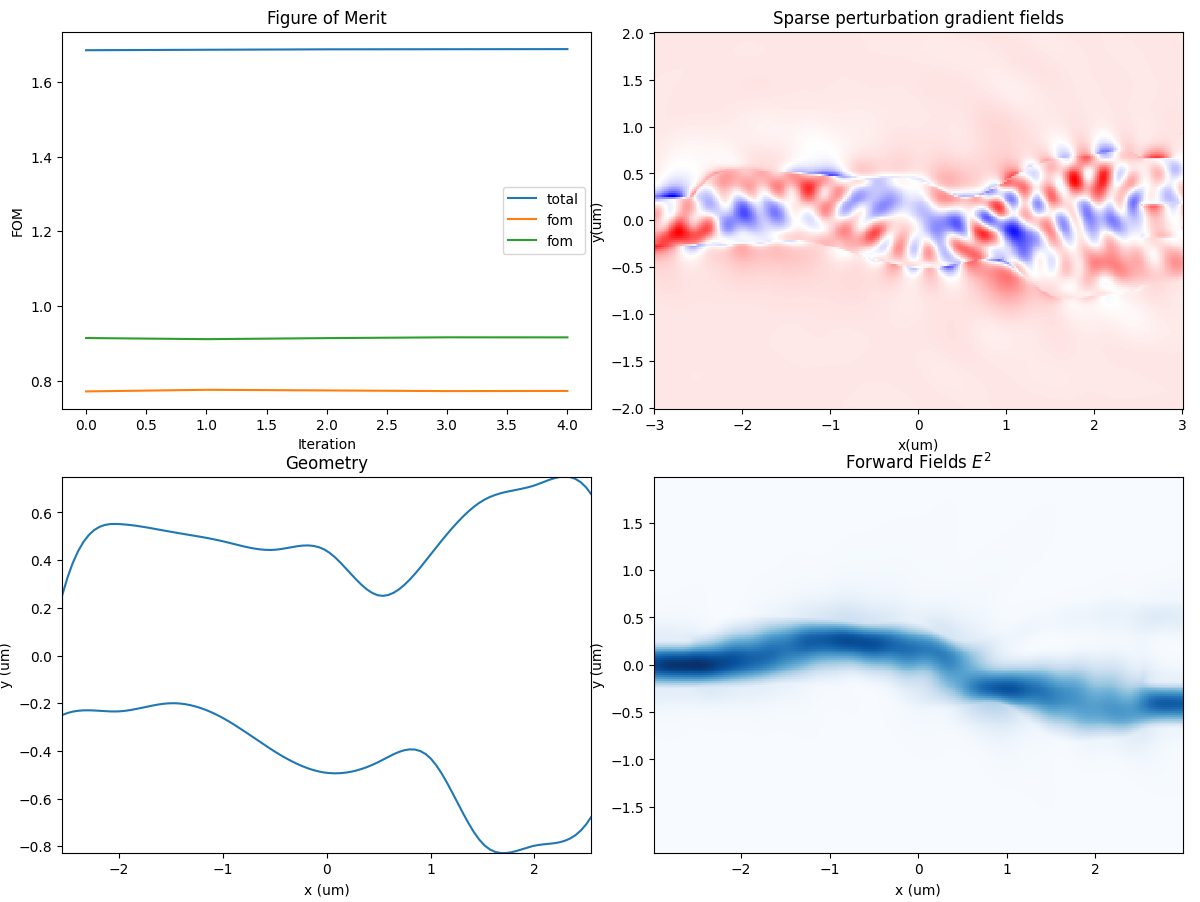 Figure of Merit
FOM
1.6
1.4
1.2
1.0
0.8
total
fom
fom
0.0 0.5 1.0 1.5 2.0 2.5 3.0 3.5 4.0
Iteration
Sparse perturbation gradient fields
y(um)
2.0
1.5
1.0
0.5
0.0
−0.5
−1.0
−1.5
−2.0
−3 −2 −1 0 1 2 3
x(um)
Geometry
y (um)
0.6
0.4
0.2
0.0
−0.2
−0.4
−0.6
−0.8
−2 −1 0 1 2
x (um)
Forward Fields E²
y (um)
1.5
1.0
0.5
0.0
−0.5
−1.0
−1.5
−2 −1 0 1 2
x (um)